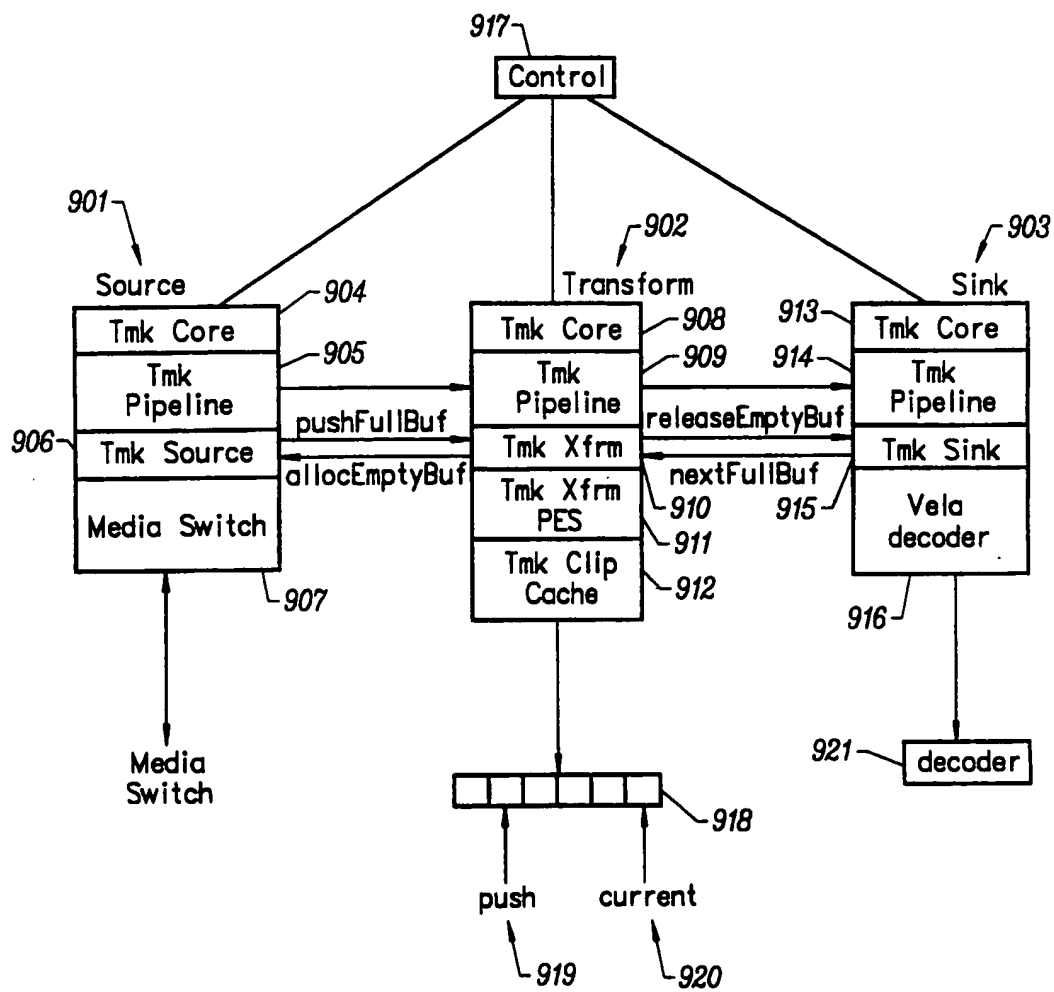 917
Control
901
902
903
Source
Transform
Sink
904
908
913
Tmk Core
Tmk Core
Tmk Core
905
909
914
Tmk
Pipeline
Tmk
Pipeline
Tmk
Pipeline
pushFullBuf
releaseEmptyBuf
906
Tmk Source
Tmk Xfrm
Tmk Sink
allocEmptyBuf
nextFullBuf
910
915
Media Switch
Tmk Xfrm
PES
Vela
decoder
911
907
Tmk Clip
Cache
912
916
Media
Switch
921
decoder
918
push
current
919
920